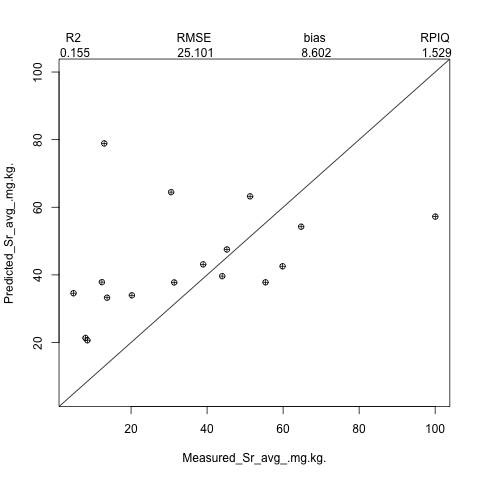 R2 RMSE bias RPIQ
0.155 25.101 8.602 1.529
100
80
60
40
20
Predicted_Sr_avg_.mg.kg.
20 40 60 80 100
Measured_Sr_avg_.mg.kg.